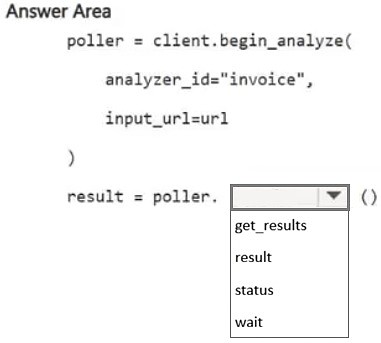 Answer Area
poller = client.begin_analyze(
analyzer_id="invoice",
input_url=url
)
result = poller. ()
get_results
result
status
wait